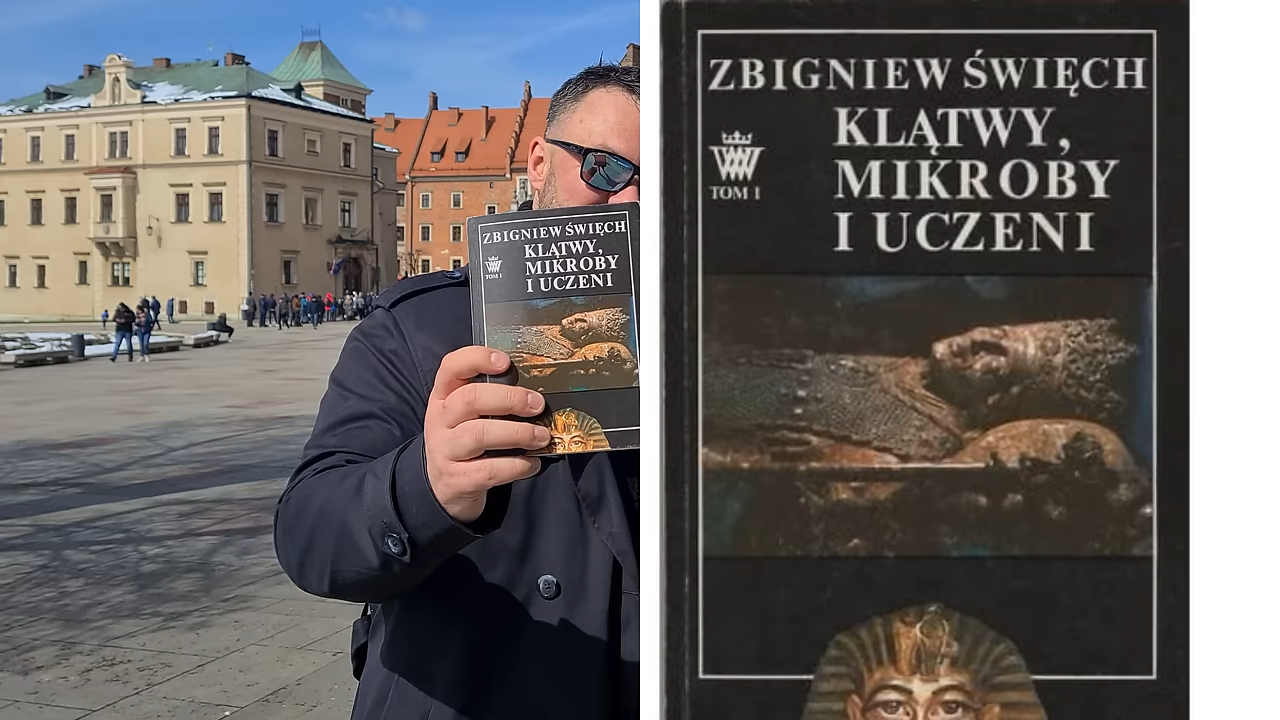 ZBIGNIEW ŚWIĘCH
KLĄTWY,
MIKROBY
I UCZENI
TOM I
ZBIGNIEW ŚWIĘCH
KLĄTWY,
MIKROBY
I UCZENI
TOM I